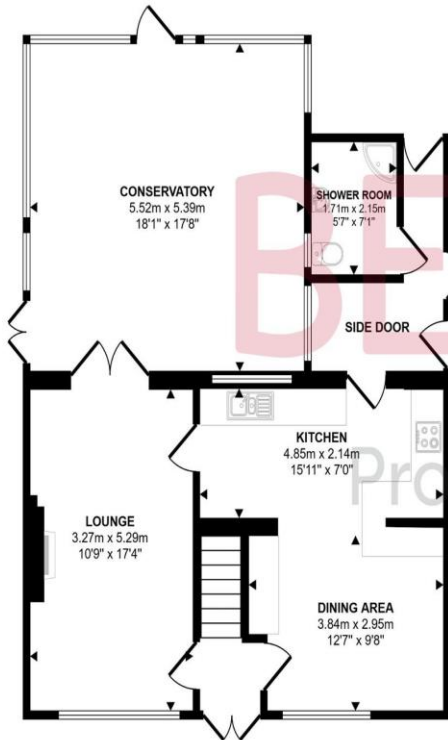 CONSERVATORY
5.52m x 5.39m
18'1" x 17'8"
SHOWER ROOM
1.71m x 2.15m
5'7" x 7'1"
BE
SIDE DOOR
KITCHEN
4.85m x 2.14m
15'11" x 7'0"
Pro
LOUNGE
3.27m x 5.29m
10'9" x 17'4"
DINING AREA
3.84m x 2.95m
12'7" x 9'8"